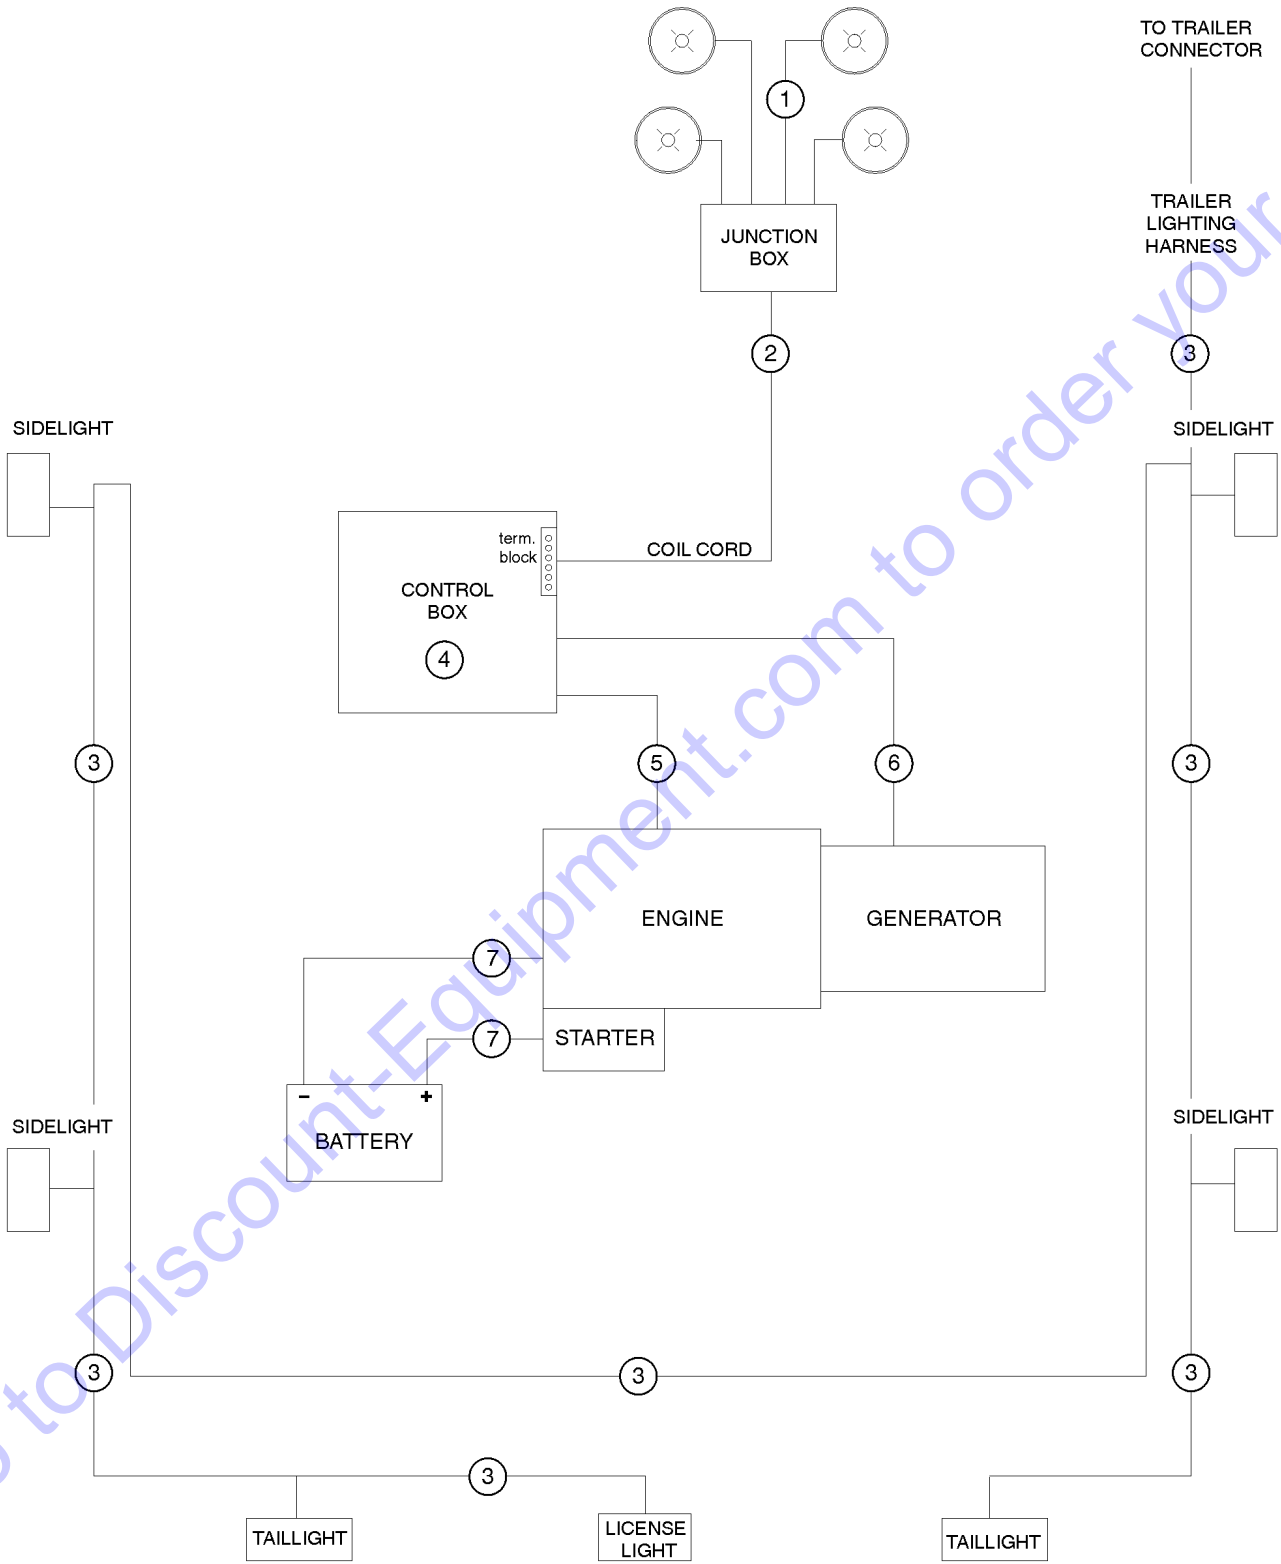 TO TRAILER
CONNECTOR
1
TRAILER
LIGHTING
HARNESS
JUNCTION
BOX
2
3
SIDELIGHT
SIDELIGHT
term.
block
COIL CORD
CONTROL
BOX
4
3
5
6
3
ENGINE
GENERATOR
7
7
STARTER
- +
BATTERY
SIDELIGHT
SIDELIGHT
3
3
3
3
TAILLIGHT
LICENSE
LIGHT
TAILLIGHT
to Discount-Equipment.com to order your